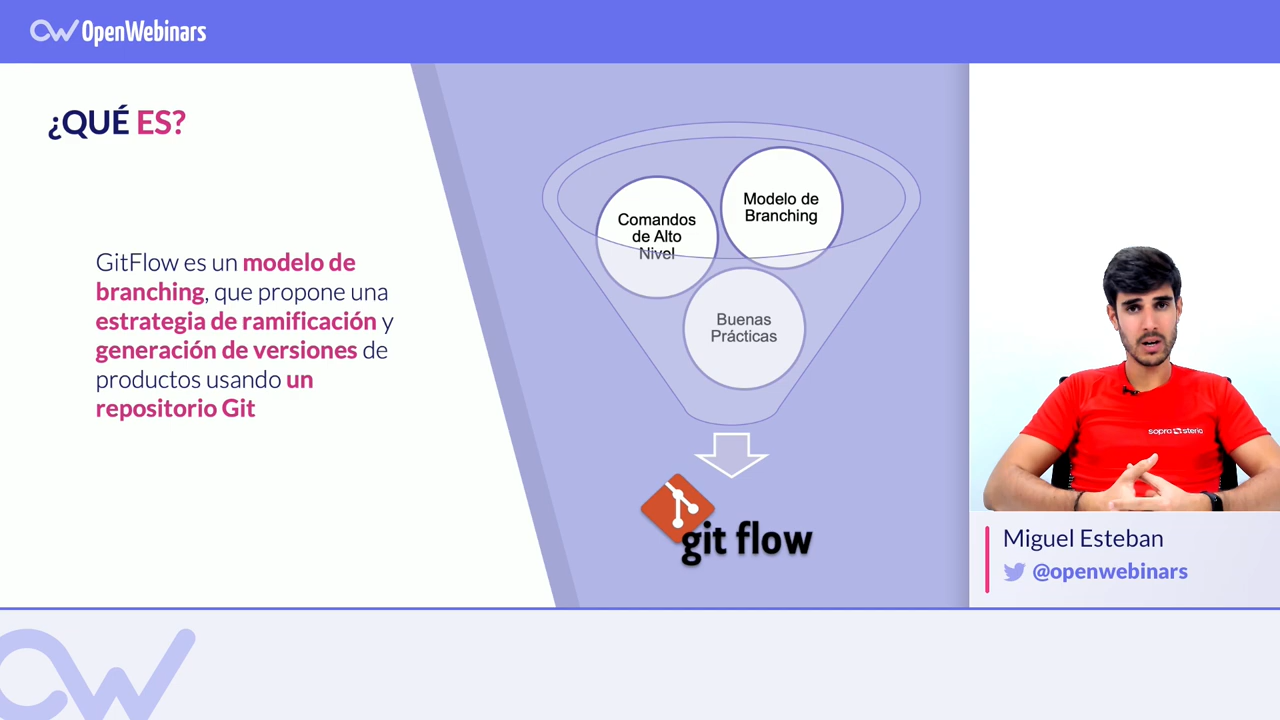 OpenWebinars
¿QUÉ ES?
GitFlow es un modelo de
branching, que propone una
estrategia de ramificación y
generación de versiones de
productos usando un
repositorio Git
Comandos
de Alto
Nivel
Modelo de
Branching
Buenas
Prácticas
git flow
sopra steria
Miguel Esteban
@openwebinars